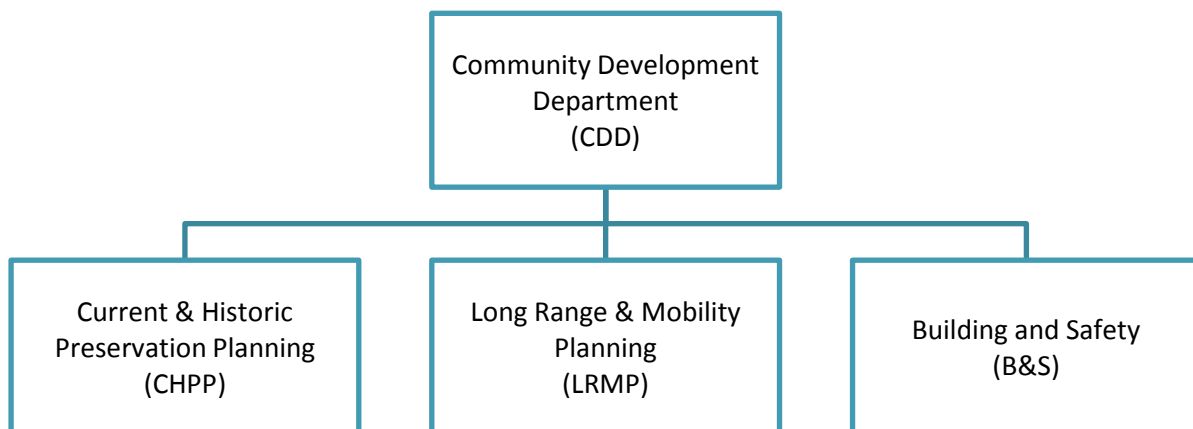 Community Development
Department
(CDD)
Current & Historic
Preservation Planning
(CHPP)
Long Range & Mobility
Planning
(LRMP)
Building and Safety
(B&S)